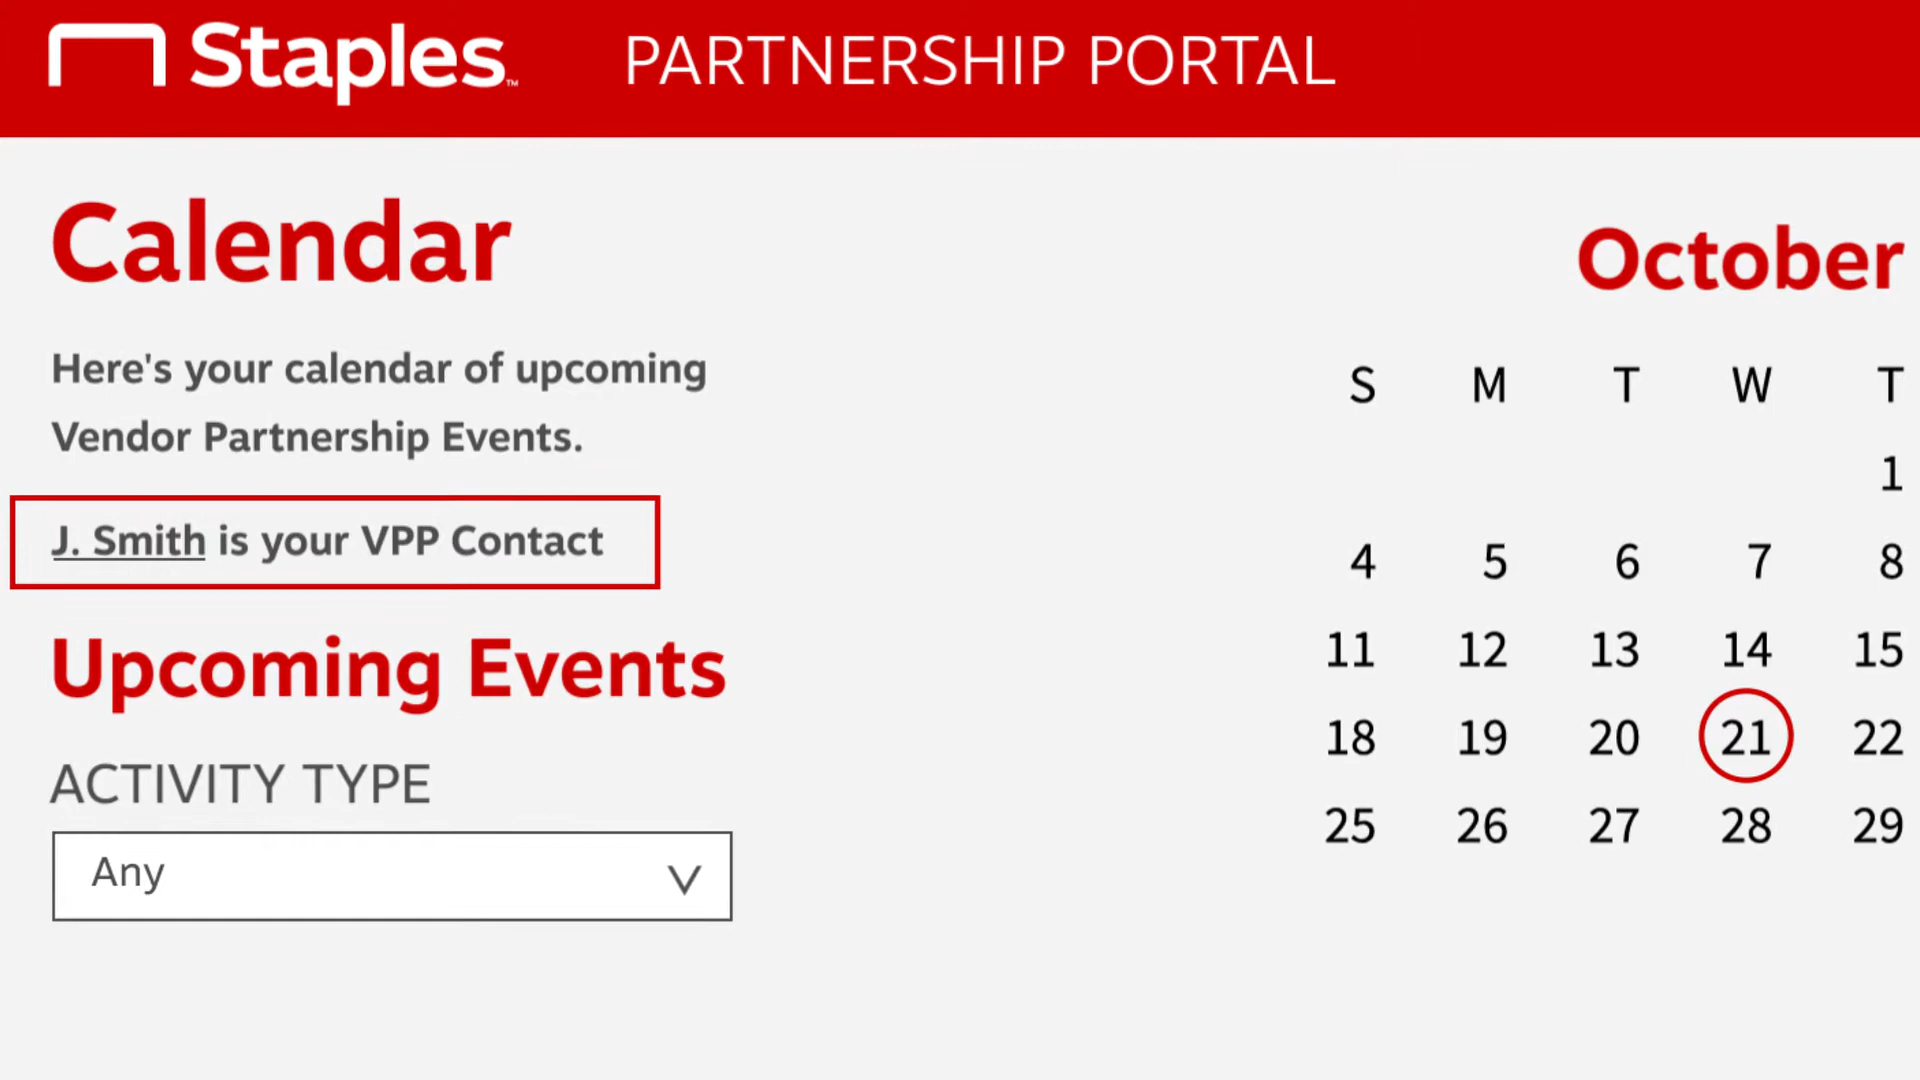 Staples™
PARTNERSHIP PORTAL
Calendar
Here's your calendar of upcoming
Vendor Partnership Events.
J. Smith is your VPP Contact
Upcoming Events
ACTIVITY TYPE
Any
October
S M T W T
1
4 5 6 7 8
11 12 13 14 15
18 19 20 21 22
25 26 27 28 29